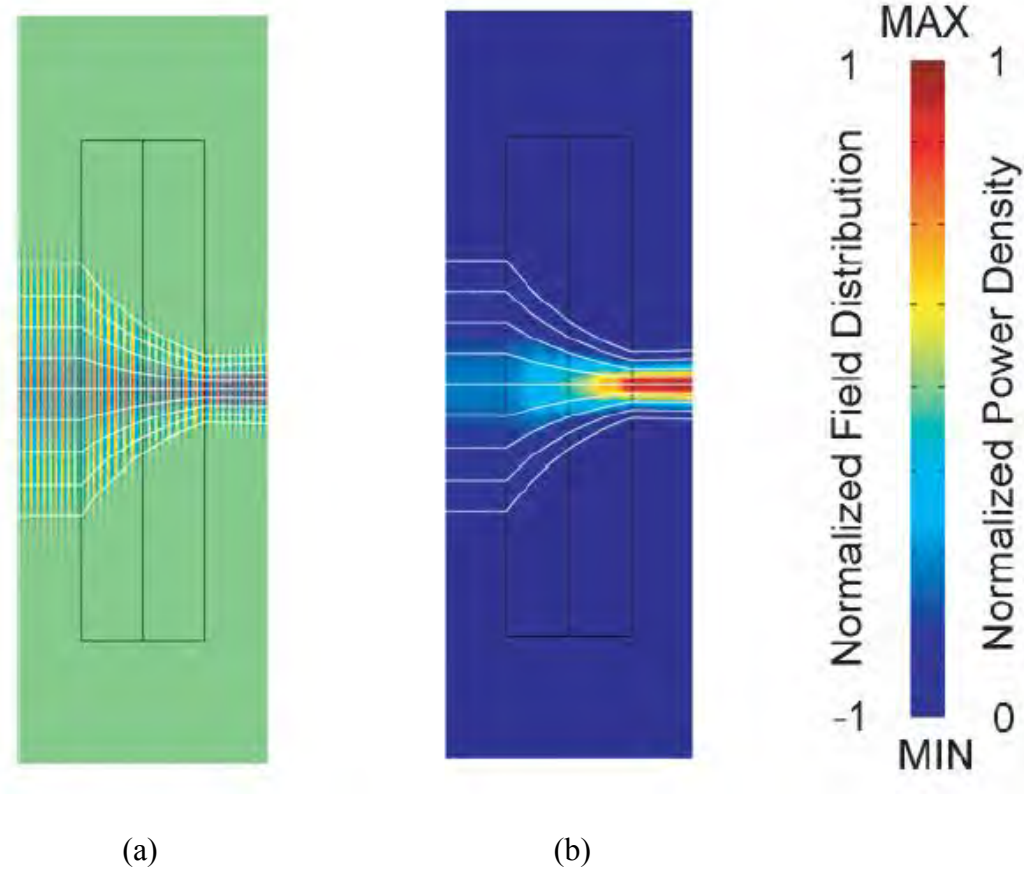 MAX
1
1
Normalized Field Distribution
Normalized Power Density
-1
0
MIN
(a)
(b)